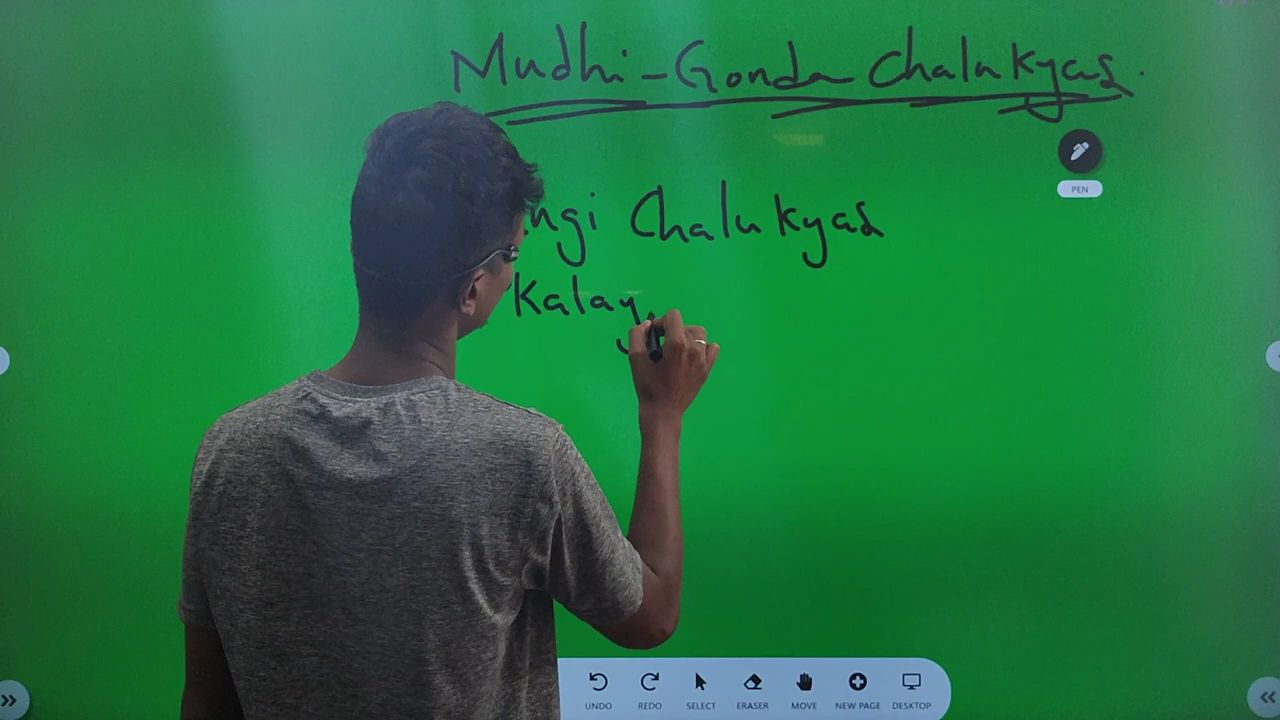 Mudhi-Gonda Chalukyas.
ngi Chalukyas
Kalay
PEN
UNDO REDO SELECT ERASER MOVE NEW PAGE DESKTOP